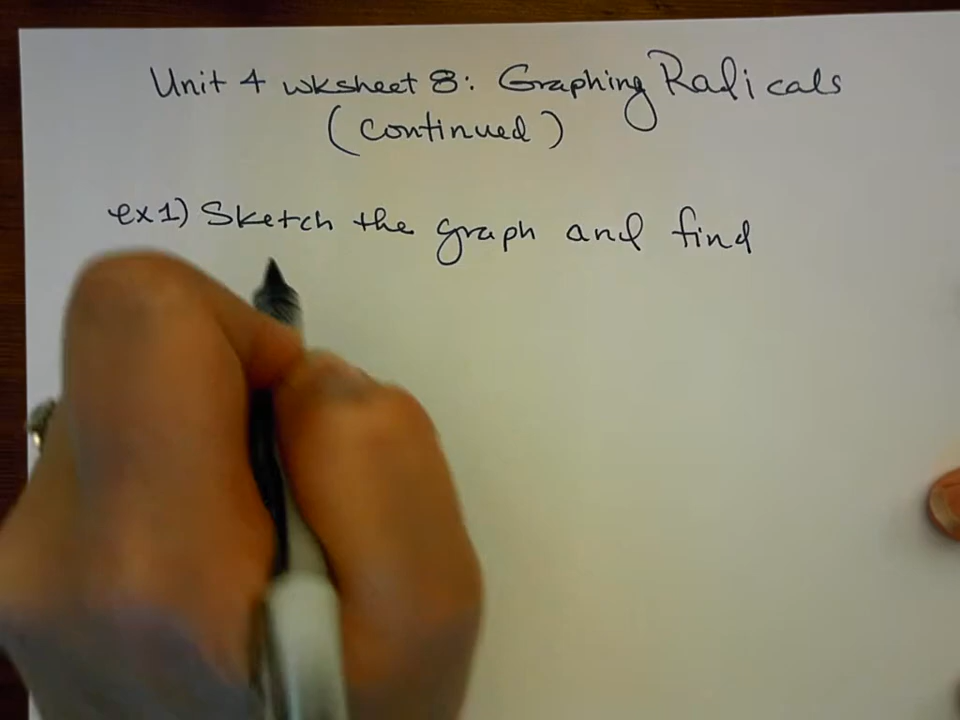 Unit 4 wksheet 8: Graphing Radicals
(continued)
ex1) Sketch the graph and find